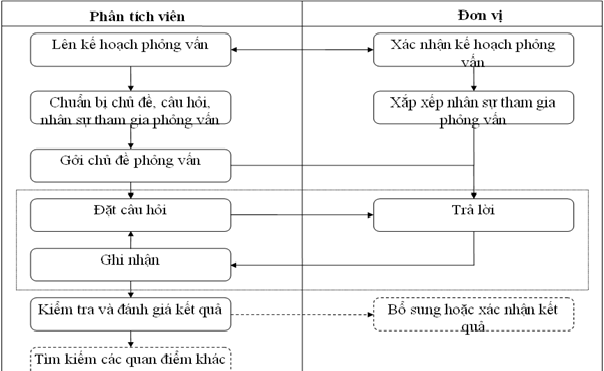 Phân tích viên
Đơn vị
Lên kế hoạch phỏng vấn
Xác nhận kế hoạch phỏng
vấn
Chuẩn bị chủ đề, câu hỏi,
nhân sự tham gia phỏng vấn
Xắp xếp nhân sự tham gia
phỏng vấn
Gởi chủ đề phỏng vấn
Đặt câu hỏi
Trả lời
Ghi nhận
Kiểm tra và đánh giá kết quả
Bổ sung hoặc xác nhận kết
quả
Tìm kiếm các quan điểm khác